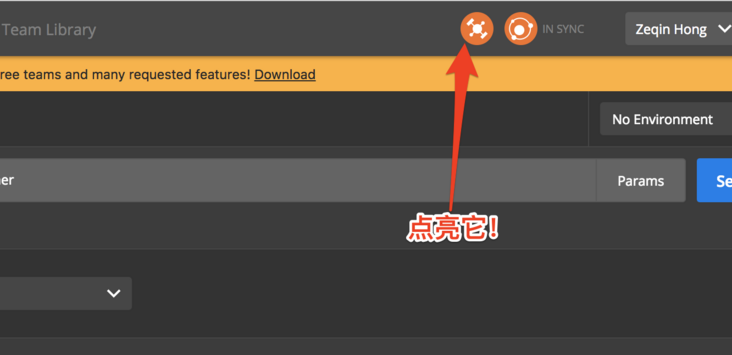 Team Library
IN SYNC
Zeqin Hong
ree teams and many requested features! Download
No Environment
er
Params
Se
点亮它!